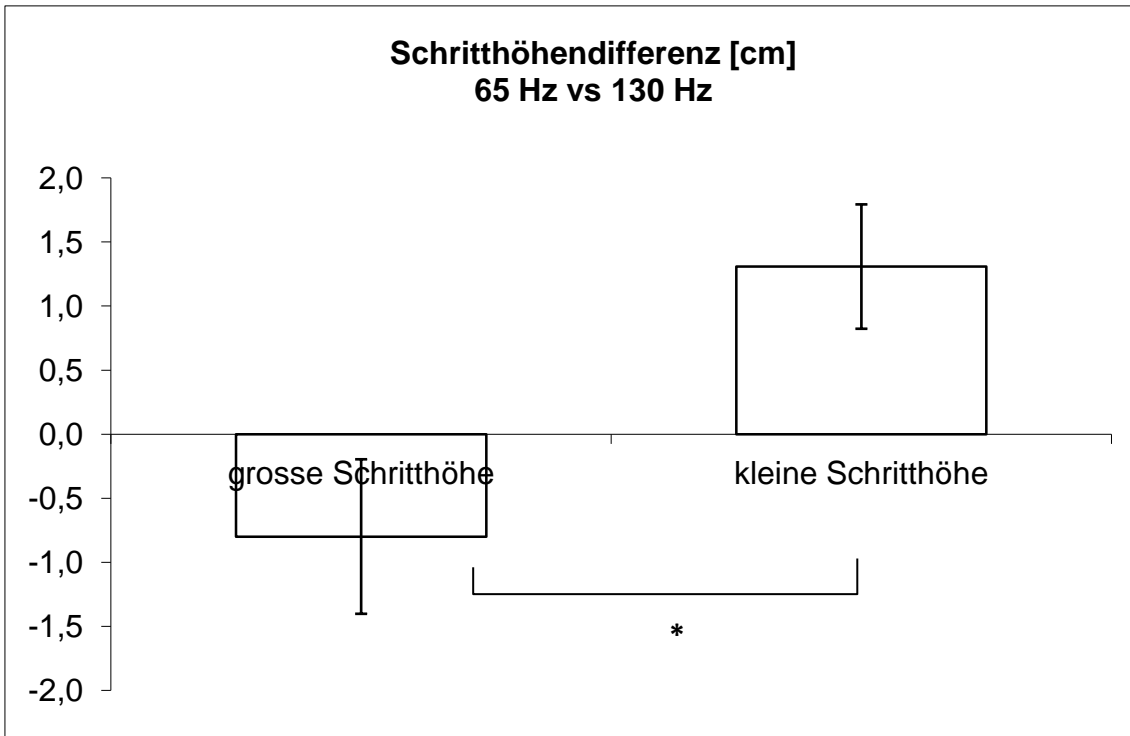 Schritthöhendifferenz [cm]
65 Hz vs 130 Hz
2,0
1,5
1,0
0,5
0,0
grosse Schritthöhe
kleine Schritthöhe
-0,5
-1,0
-1,5
*
-2,0